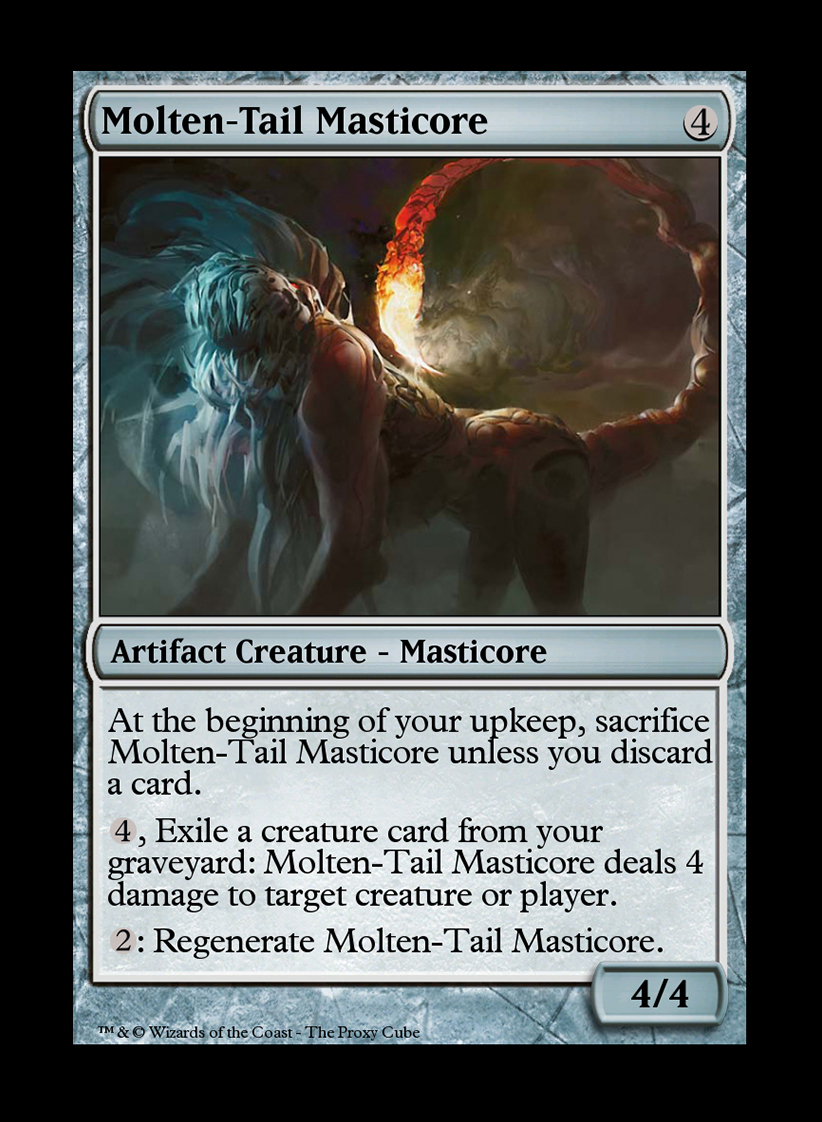 Molten-Tail Masticore 4
Artifact Creature - Masticore
At the beginning of your upkeep, sacrifice
Molten-Tail Masticore unless you discard
a card.
4, Exile a creature card from your
graveyard: Molten-Tail Masticore deals 4
damage to target creature or player.
2: Regenerate Molten-Tail Masticore.
4/4
™ & © Wizards of the Coast - The Proxy Cube